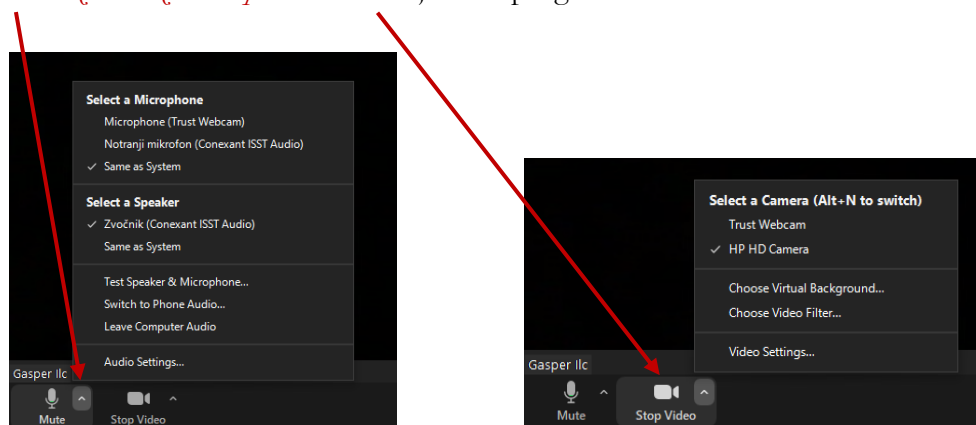 Select a Microphone
Microphone (Trust Webcam)
Notranji mikrofon (Conexant ISST Audio)
✓ Same as System
Select a Speaker
✓ Zvočnik (Conexant ISST Audio)
Same as System
Test Speaker & Microphone...
Switch to Phone Audio...
Leave Computer Audio
Audio Settings...
Gasper Ilc
Mute Stop Video
Select a Camera (Alt+N to switch)
Trust Webcam
✓ HP HD Camera
Choose Virtual Background...
Choose Video Filter...
Video Settings...
Gasper Ilc
Mute Stop Video